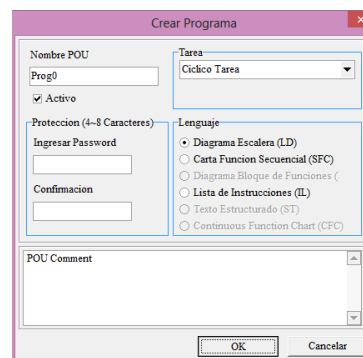 Crear Programa
Nombre POU
Prog0
Activo
Tarea
Ciclico Tarea
Proteccion (4~8 Caracteres)
Ingresar Password
Confirmacion
Lenguaje
Diagrama Escalera (LD)
Carta Funcion Secuencial (SFC)
Diagrama Bloque de Funciones (
Lista de Instrucciones (IL)
Texto Estructurado (ST)
Continuous Function Chart (CFC)
POU Comment
OK
Cancelar